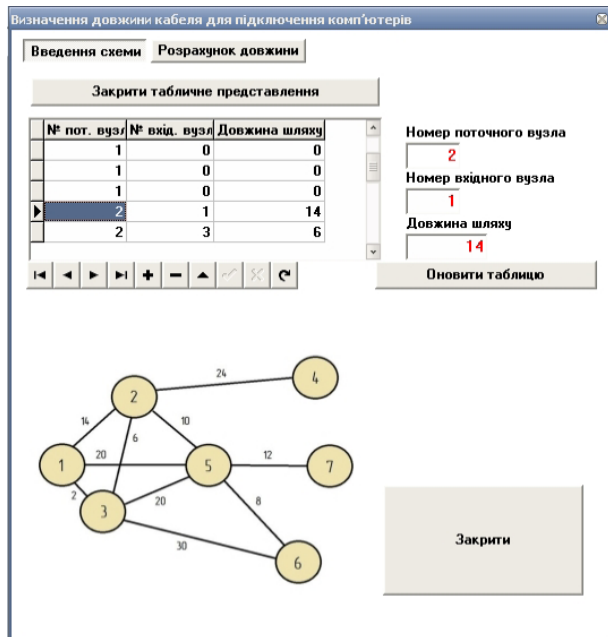 Визначення довжини кабеля для підключення комп'ютерів
Введення схеми Розрахунок довжини
Закрити табличне представлення
№ пот. вузл № вхід. вузл Довжина шляху
1 0 0
1 0 0
1 0 0
2 1 14
2 3 6
Номер поточного вузла
2
Номер вхідного вузла
1
Довжина шляху
14
Оновити таблицю
24
4
2
14
6
10
20
12
1
5
7
2
3
20
8
30
6
Закрити